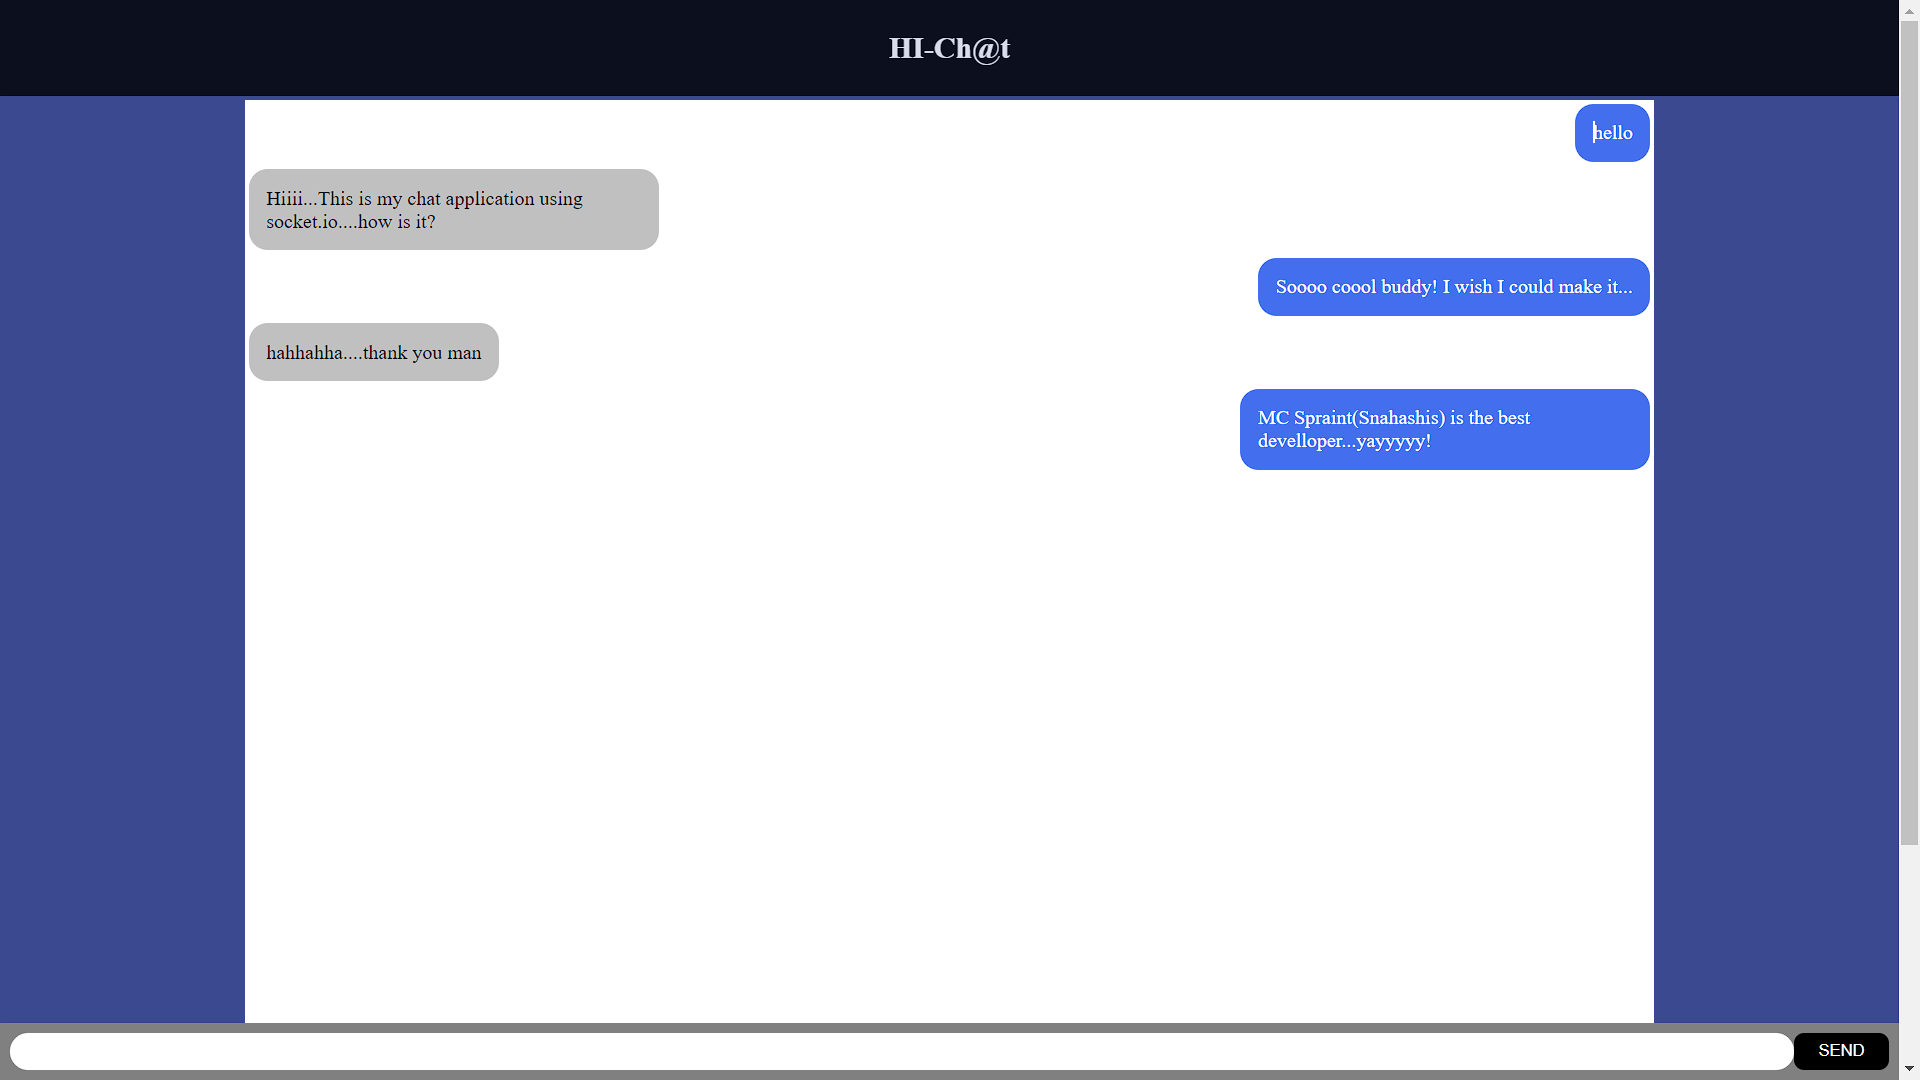 HI-Ch@t
hello
Hiiii...This is my chat application using
socket.io....how is it?
Soooo coool buddy! I wish I could make it...
hahhahha....thank you man
MC Spraint(Snahashis) is the best
develloper...yayyyyy!
SEND